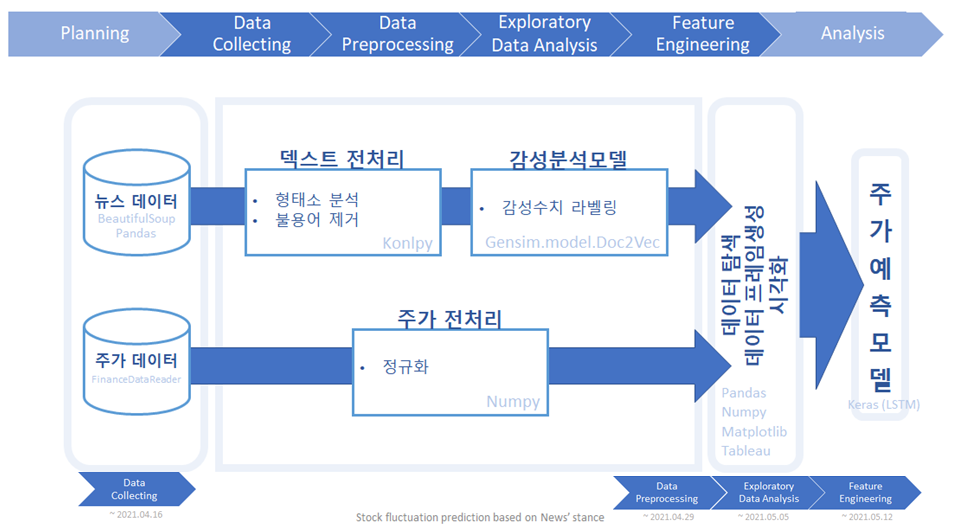 Planning
Data
Collecting
Data
Preprocessing
Exploratory
Data Analysis
Feature
Engineering
Analysis
뉴스 데이터
BeautifulSoup
Pandas
텍스트 전처리
• 형태소 분석
• 불용어 제거
Konlpy
감성분석모델
• 감성수치 라벨링
Gensim.model.Doc2Vec
주가 데이터
FinanceDataReader
주가 전처리
• 정규화
Numpy
데이터 탐색
데이터 프레임생성
시각화
Pandas
Numpy
Matplotlib
Tableau
주가예측모델
Keras (LSTM)
Data
Collecting
~ 2021.04.16
Data
Preprocessing
~ 2021.04.29
Exploratory
Data Analysis
~ 2021.05.05
Feature
Engineering
~ 2021.05.12
Stock fluctuation prediction based on News' stance